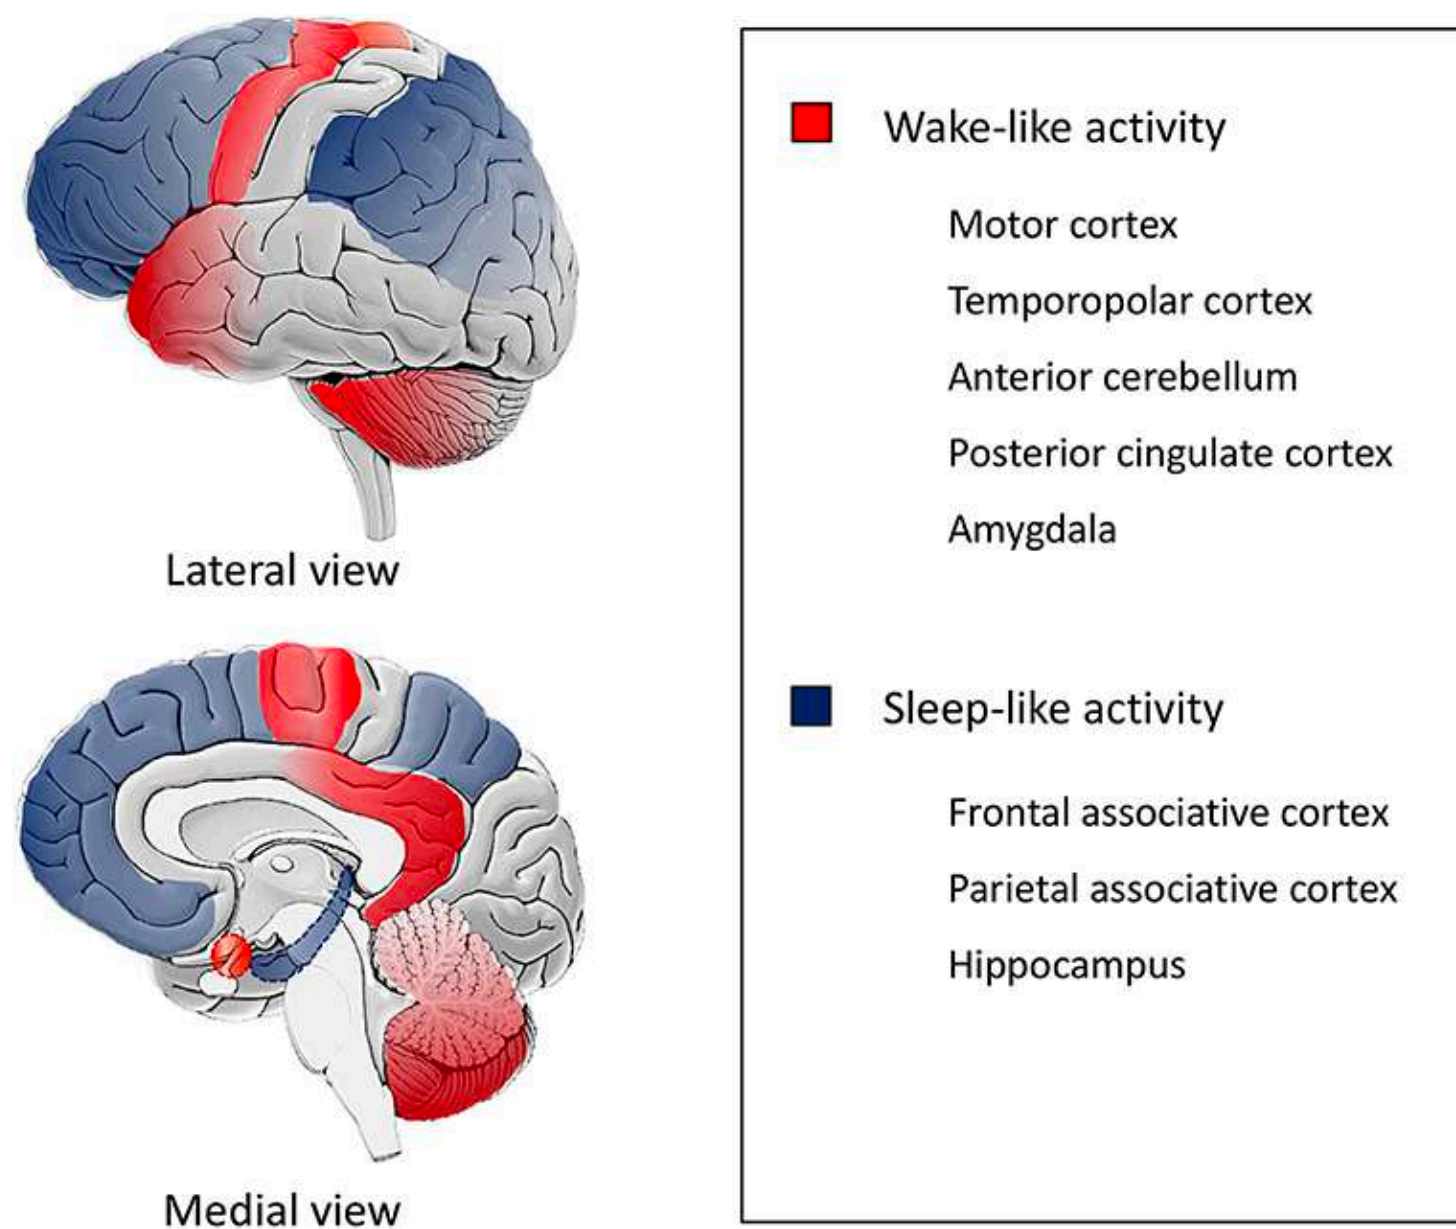 Lateral view
Medial view
Wake-like activity
Motor cortex
Temporopolar cortex
Anterior cerebellum
Posterior cingulate cortex
Amygdala
Sleep-like activity
Frontal associative cortex
Parietal associative cortex
Hippocampus